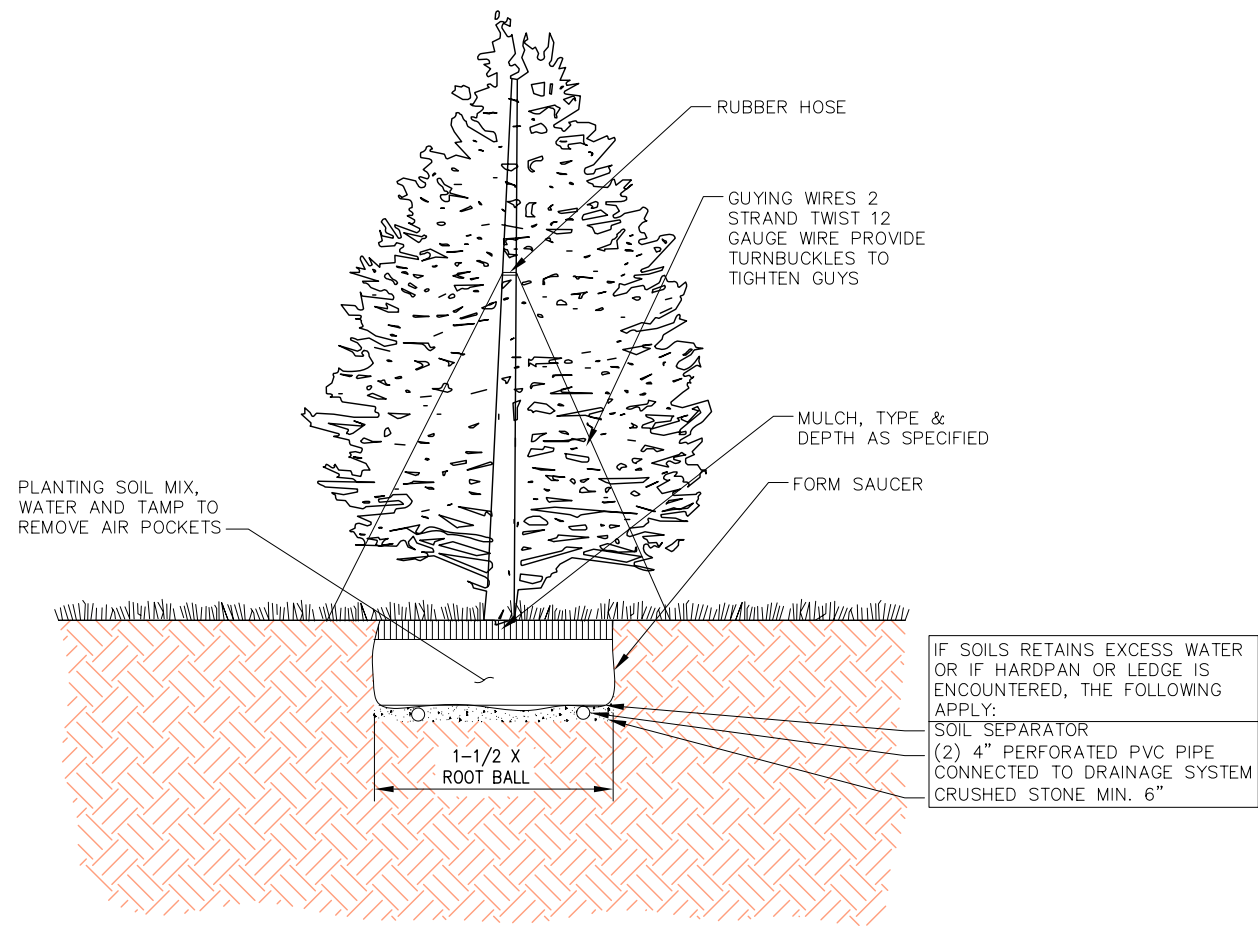 RUBBER HOSE
GUYING WIRES 2
STRAND TWIST 12
GAUGE WIRE PROVIDE
TURNBUCKLES TO
TIGHTEN GUYS
MULCH, TYPE &
DEPTH AS SPECIFIED
FORM SAUCER
PLANTING SOIL MIX,
WATER AND TAMP TO
REMOVE AIR POCKETS
IF SOILS RETAINS EXCESS WATER
OR IF HARDPAN OR LEDGE IS
ENCOUNTERED, THE FOLLOWING
APPLY:
SOIL SEPARATOR
(2) 4" PERFORATED PVC PIPE
CONNECTED TO DRAINAGE SYSTEM
CRUSHED STONE MIN. 6"
1-1/2 X
ROOT BALL